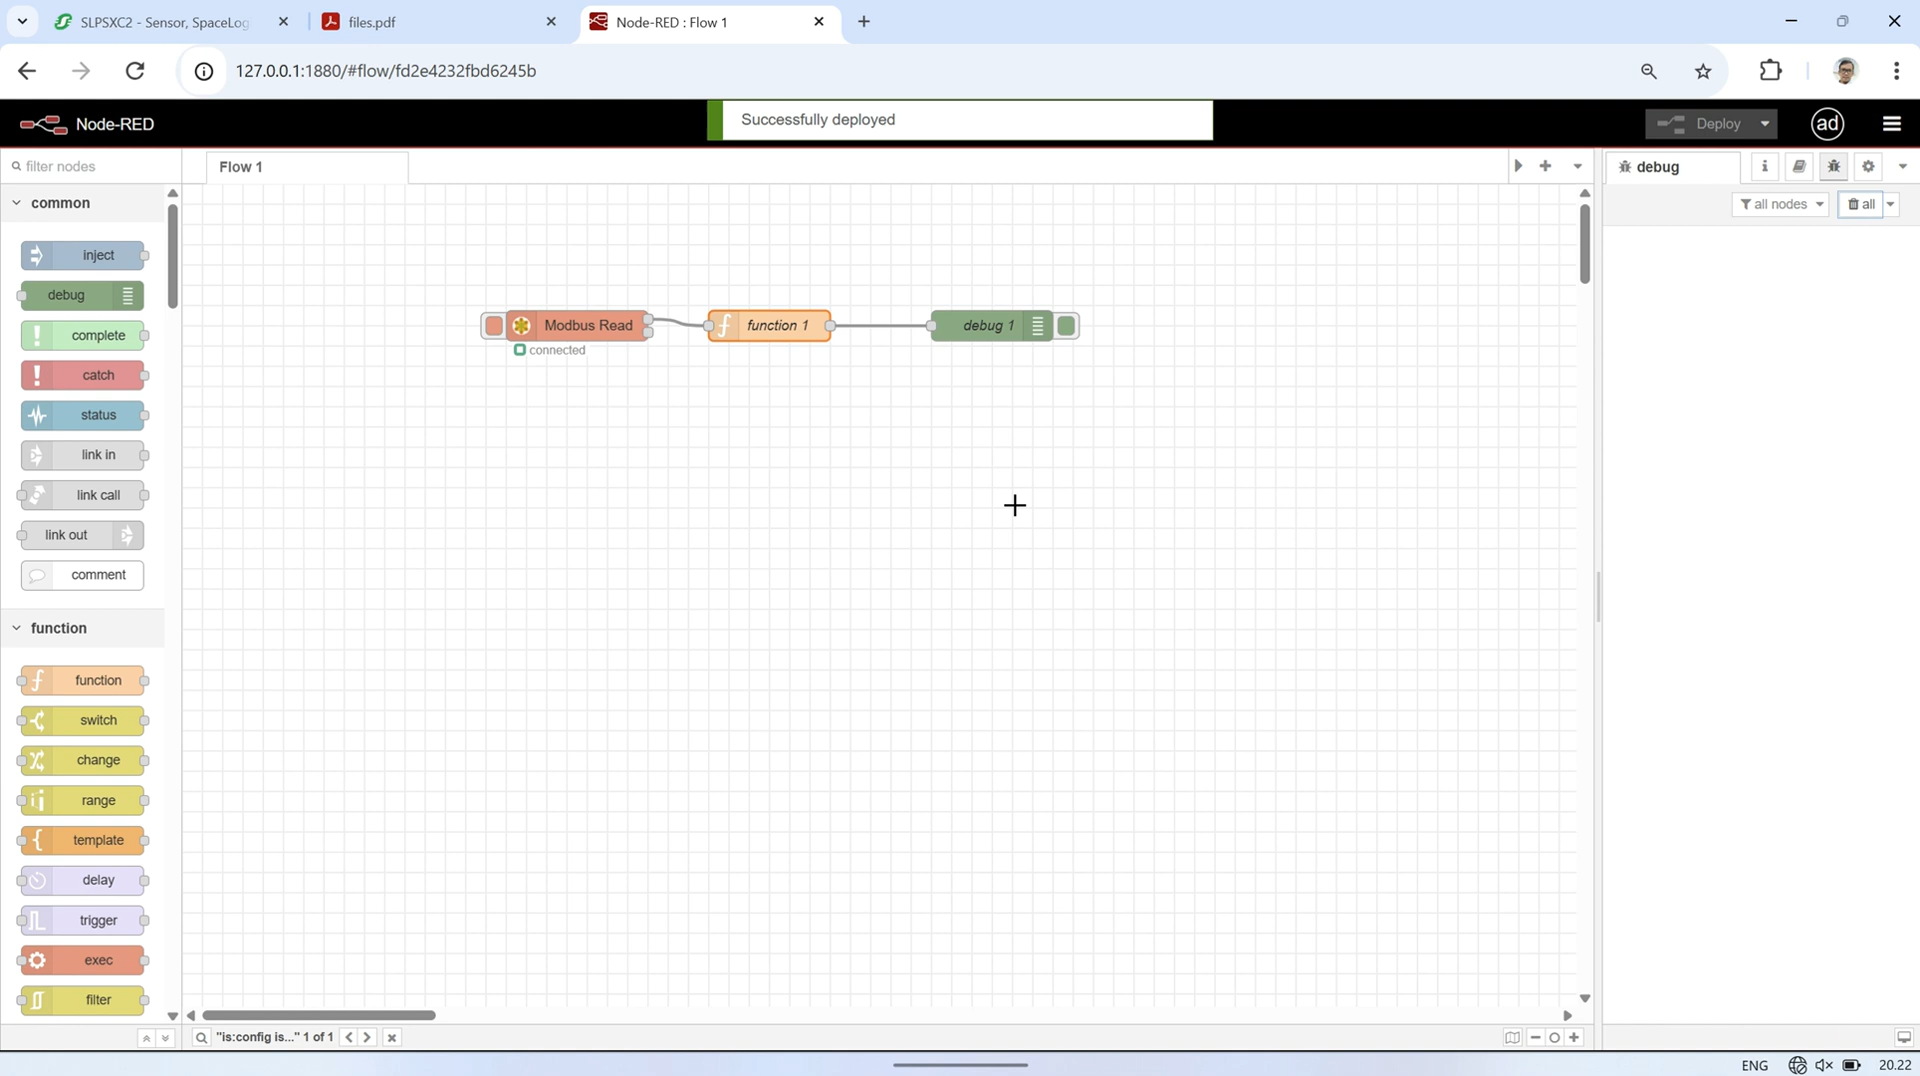 SLPSXC2 - Sensor, SpaceLog
files.pdf
Node-RED : Flow 1
127.0.0.1:1880/#flow/fd2e4232fbd6245b
Node-RED
Successfully deployed
Deploy
ad
filter nodes
Flow 1
debug
all nodes
all
common
inject
debug
complete
catch
status
link in
link call
link out
comment
function
function
switch
change
range
template
delay
trigger
exec
filter
Modbus Read
connected
function 1
debug 1
"is:config is..." 1 of 1
ENG
20.22